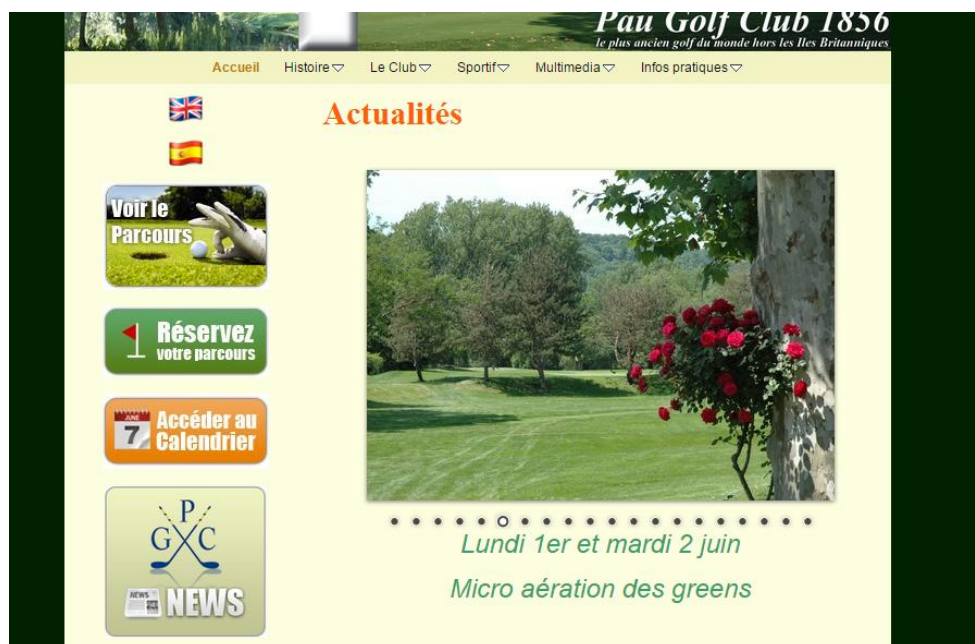 Pau Golf Club 1856
le plus ancien golf du monde hors les Iles Britanniques
Accueil Histoire Le Club Sportif Multimedia Infos pratiques
Actualités
Voir le
Parcours
Réservez
votre parcours
JUNE
7
Accéder au
Calendrier
P
G C
NEWS
NEWS
Lundi 1er et mardi 2 juin
Micro aération des greens